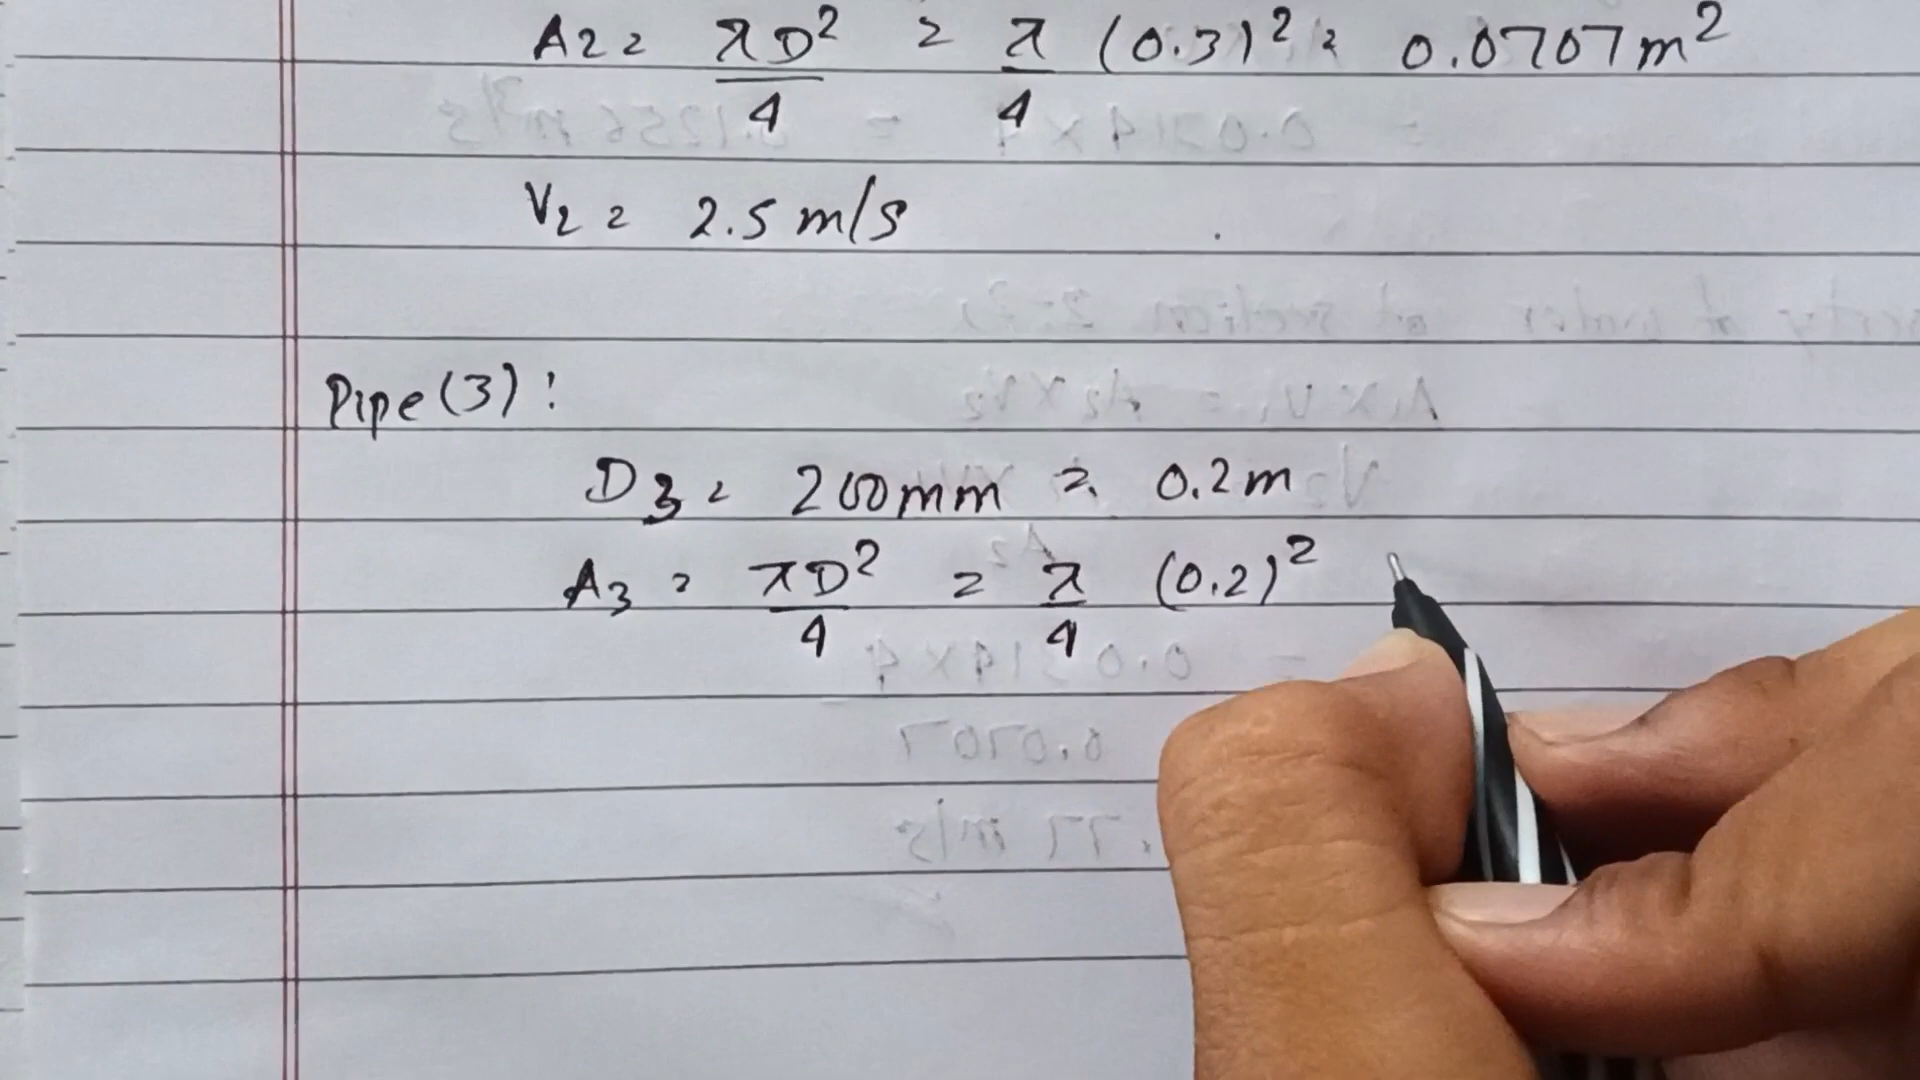 A2 = πD²/4 = π/4 (0.3)² = 0.0707 m²
V2 = 2.5 m/s
Pipe (3) :
D3 = 200mm = 0.2m
A3 = πD²/4 = π/4 (0.2)²